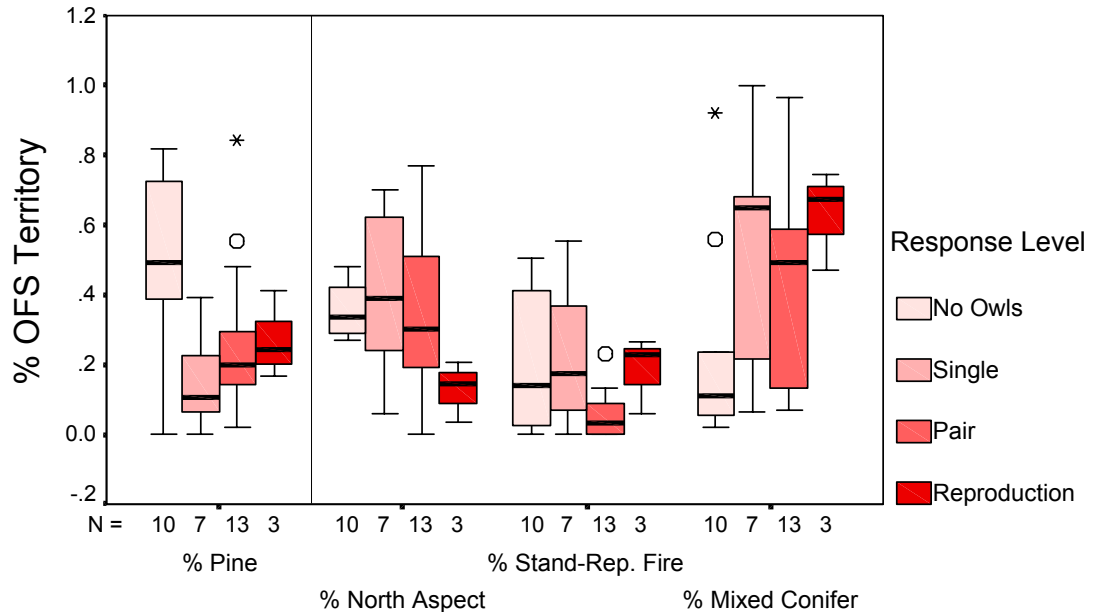 % OFS Territory
1.2
1.0
.8
.6
.4
.2
0.0
-.2
N = 10 7 13 3 10 7 13 3 10 7 13 3 10 7 13 3
% Pine % Stand-Rep. Fire
% North Aspect % Mixed Conifer
Response Level
No Owls
Single
Pair
Reproduction